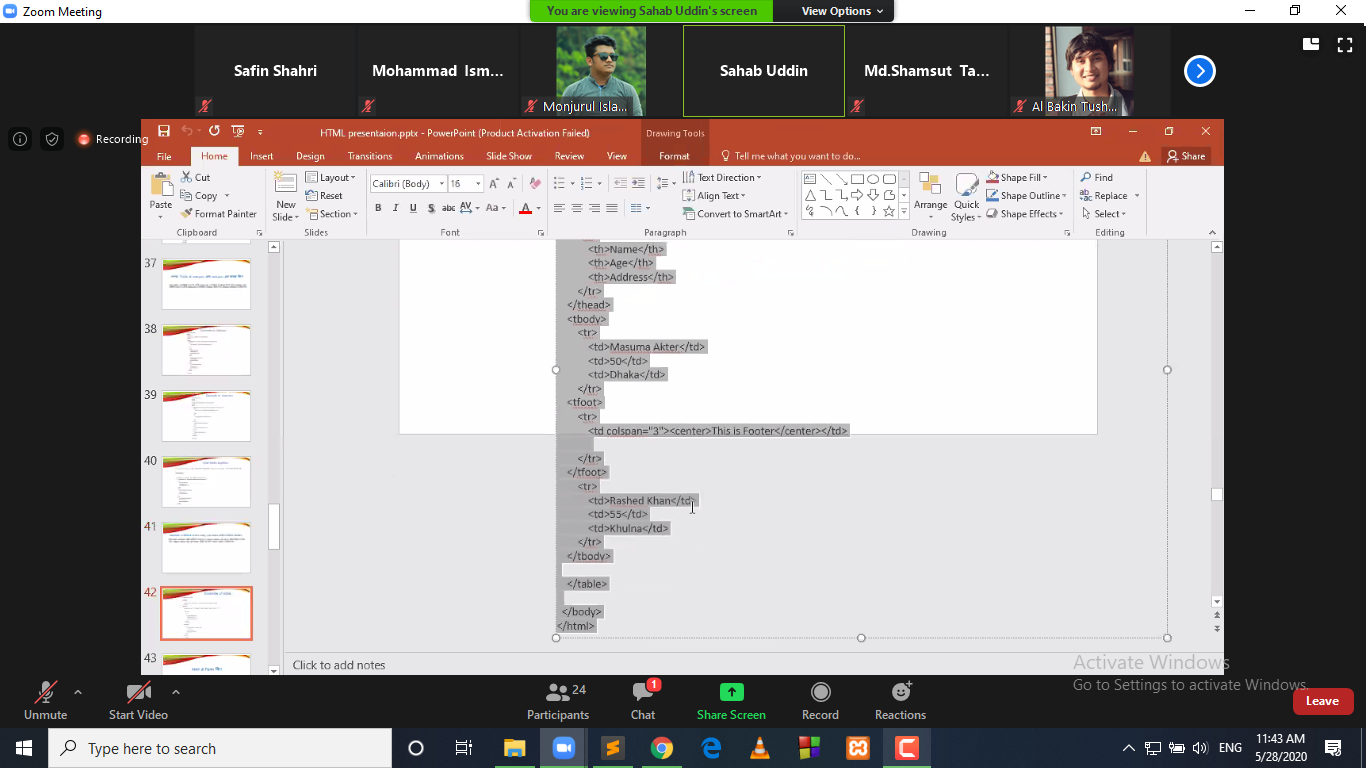 Zoom Meeting
You are viewing Sahab Uddin's screen
View Options
Safin Shahri
Mohammad Ism...
Monjurul Isla...
Sahab Uddin
Md.Shamsut Ta...
Al Bakin Tush...
Recording
HTML presentaion.pptx - PowerPoint (Product Activation Failed)
Drawing Tools
File Home Insert Design Transitions Animations Slide Show Review View Format Tell me what you want to do... Share
Paste
Cut
Copy
Format Painter
Clipboard
New Slide
Layout
Reset
Section
Slides
Calibri (Body) 16
Font
Text Direction
Align Text
Convert to SmartArt
Paragraph
Arrange
Quick Styles
Shape Fill
Shape Outline
Shape Effects
Drawing
Find
Replace
Select
Editing
37
38
39
40
41
42
43
<th>Name</th>
<th>Age</th>
<th>Address</th>
</tr>
</thead>
<tbody>
<tr>
<td>Masuma Akter</td>
<td>50</td>
<td>Dhaka</td>
</tr>
<tfoot>
<tr>
<td colspan="3"><center>This is Footer</center></td>
</tr>
</tfoot>
<tr>
<td>Rashed Khan</td>
<td>55</td>
<td>Khulna</td>
</tr>
</tbody>
</table>
</body>
</html>
Click to add notes
Activate Windows
Go to Settings to activate Windows.
Unmute
Start Video
24
Participants
1
Chat
Share Screen
Record
Reactions
Leave
Type here to search
ENG
11:43 AM
5/28/2020